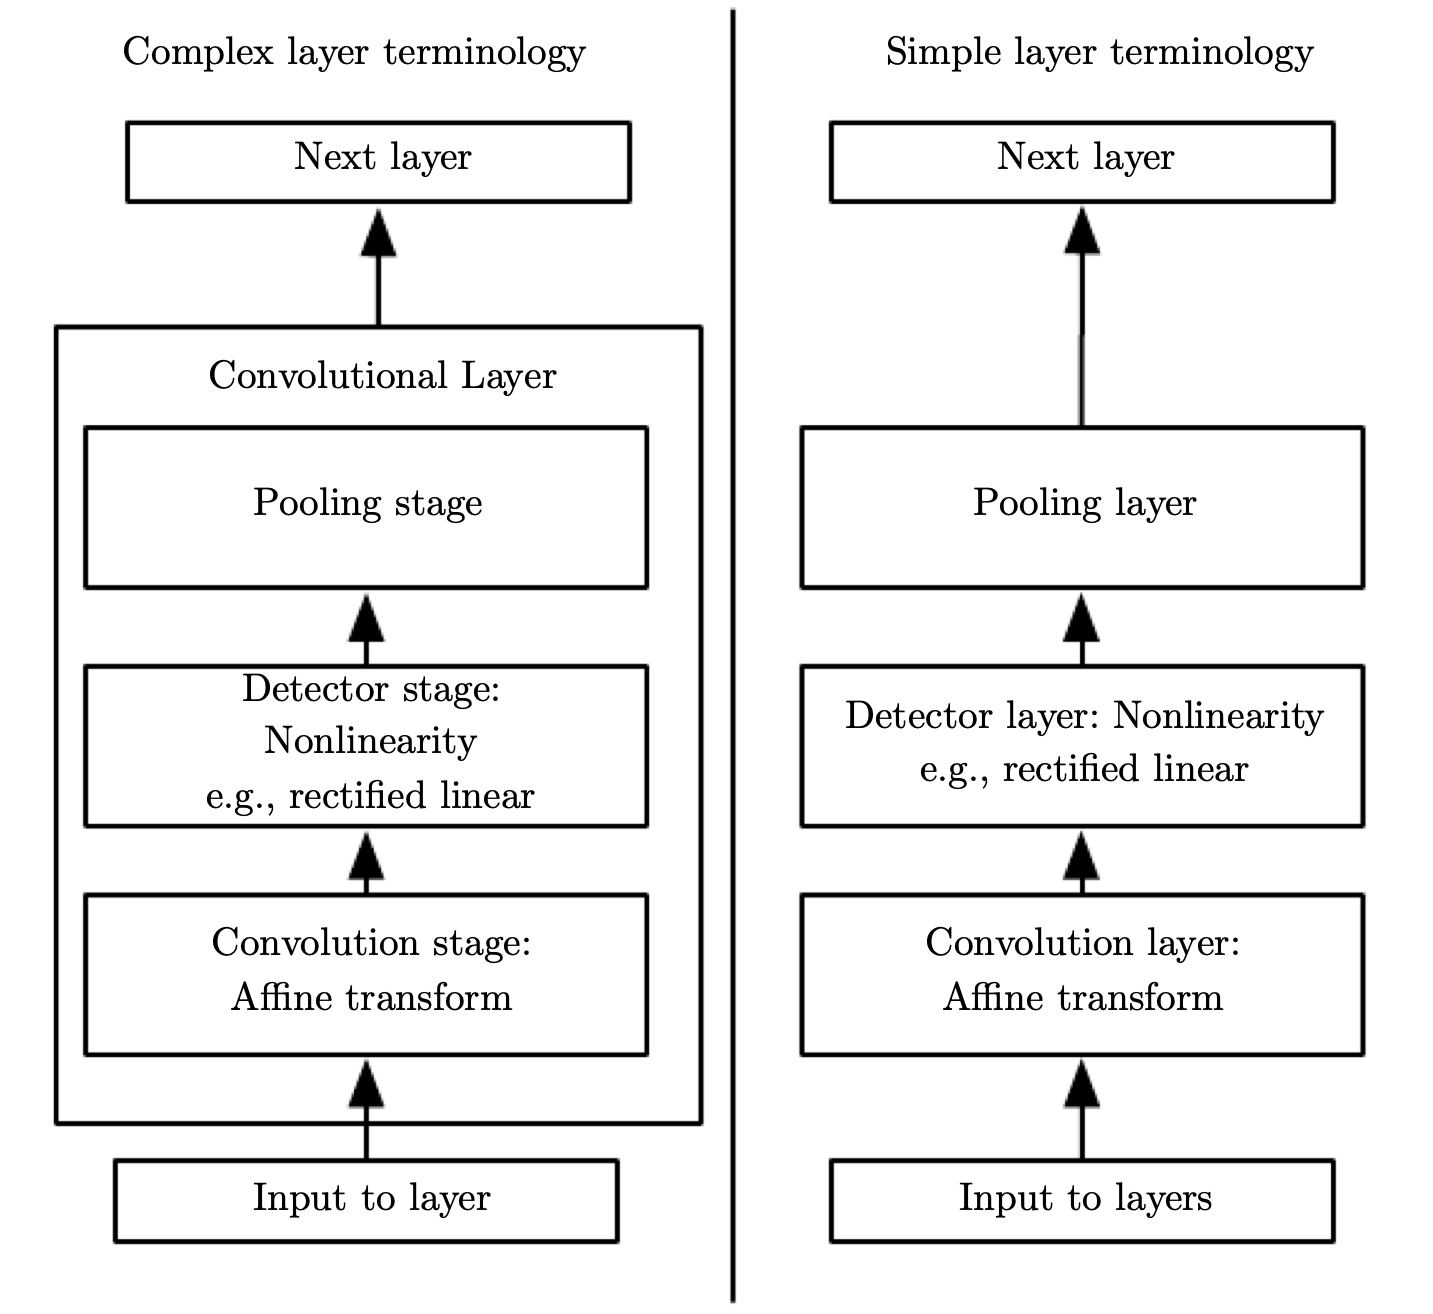 Complex layer terminology
Next layer
Convolutional Layer
Pooling stage
Detector stage:
Nonlinearity
e.g., rectified linear
Convolution stage:
Affine transform
Input to layer
Simple layer terminology
Next layer
Pooling layer
Detector layer: Nonlinearity
e.g., rectified linear
Convolution layer:
Affine transform
Input to layers